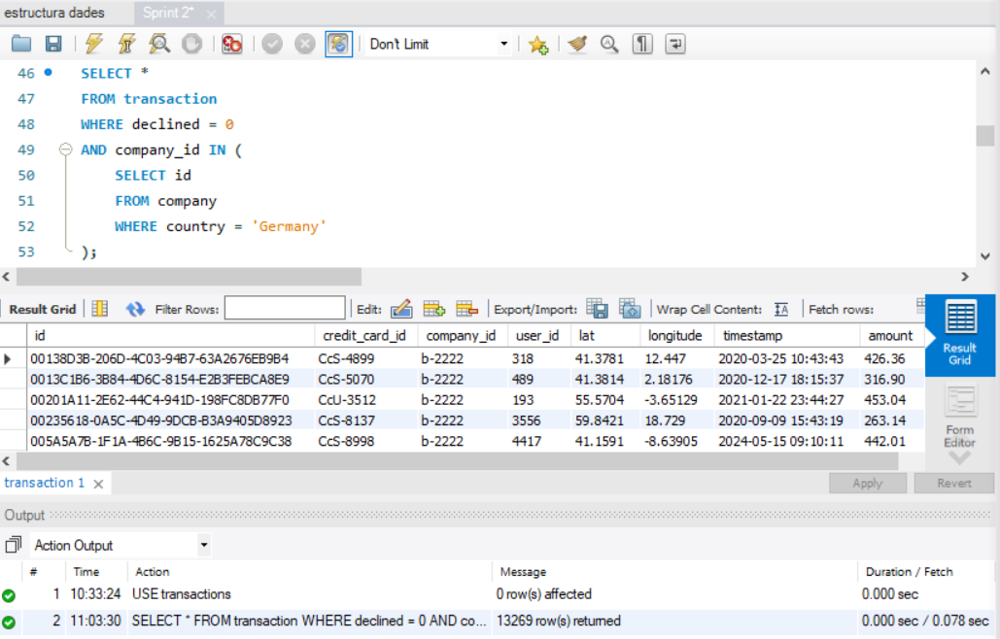 estructura dades   Sprint 2*
Don't Limit
46 SELECT *
47 FROM transaction
48 WHERE declined = 0
49 AND company_id IN (
50 SELECT id
51 FROM company
52 WHERE country = 'Germany'
53 );
Result Grid   Filter Rows:   Edit:   Export/Import:   Wrap Cell Content:   Fetch rows:
id   credit_card_id   company_id   user_id   lat   longitude   timestamp   amount
00138D3B-206D-4C03-94B7-63A2676EB9B4   CcS-4899   b-2222   318   41.3781   12.447   2020-03-25 10:43:43   426.36
0013C1B6-3B84-4D6C-8154-E2B3FEBCA8E9   CcS-5070   b-2222   489   41.3814   2.18176   2020-12-17 18:15:37   316.90
00201A11-2E62-44C4-941D-198FC8DB77F0   CcU-3512   b-2222   193   55.5704   -3.65129   2021-01-22 23:44:27   453.04
00235618-0A5C-4D49-9DCB-B3A9405D8923   CcS-8137   b-2222   3556   59.8421   18.729   2020-09-09 15:43:19   263.14
005A5A7B-1F1A-4B6C-9B15-1625A78C9C38   CcS-8998   b-2222   4417   41.1591   -8.63905   2024-05-15 09:10:11   442.01
Result
Grid
Form
Editor
transaction 1   Apply   Revert
Output
Action Output
#   Time   Action   Message   Duration / Fetch
1   10:33:24   USE transactions   0 row(s) affected   0.000 sec
2   11:03:30   SELECT * FROM transaction WHERE declined = 0 AND co...   13269 row(s) returned   0.000 sec / 0.078 sec